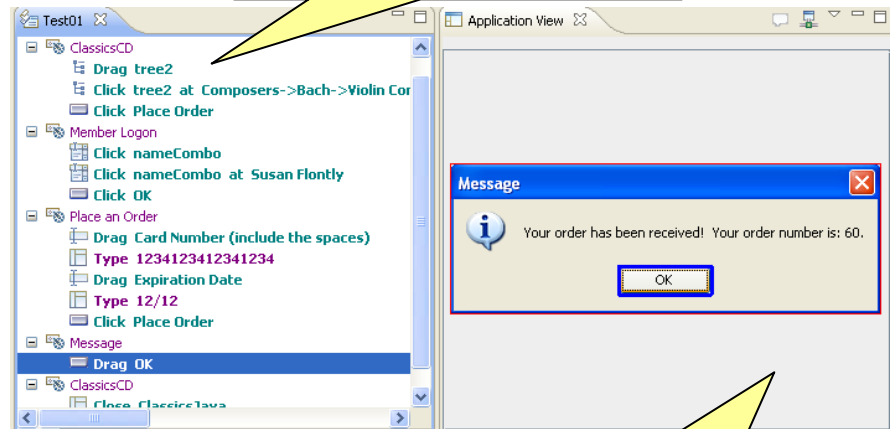 Test01
ClassicsCD
Drag tree2
Click tree2 at Composers->Bach->Violin Cor
Click Place Order
Member Logon
Click nameCombo
Click nameCombo at Susan Flontly
Click OK
Place an Order
Drag Card Number (include the spaces)
Type 1234123412341234
Drag Expiration Date
Type 12/12
Click Place Order
Message
Drag OK
ClassicsCD
Close ClassicsJava
Application View
Message
Your order has been received! Your order number is: 60.
OK